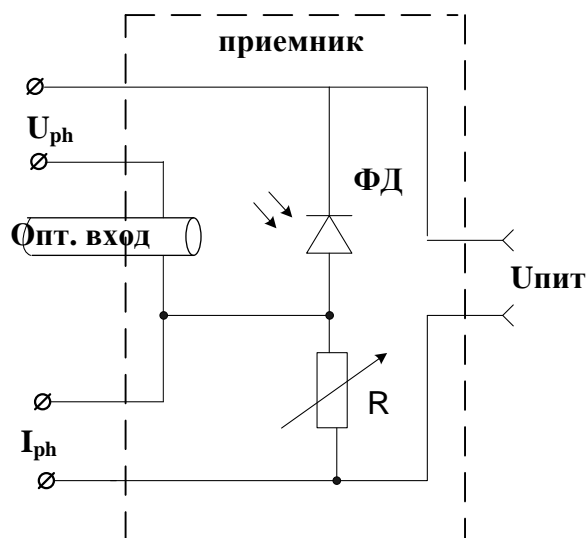 приемник
Uph
ФД
Опт. вход
Uпит
R
Iph